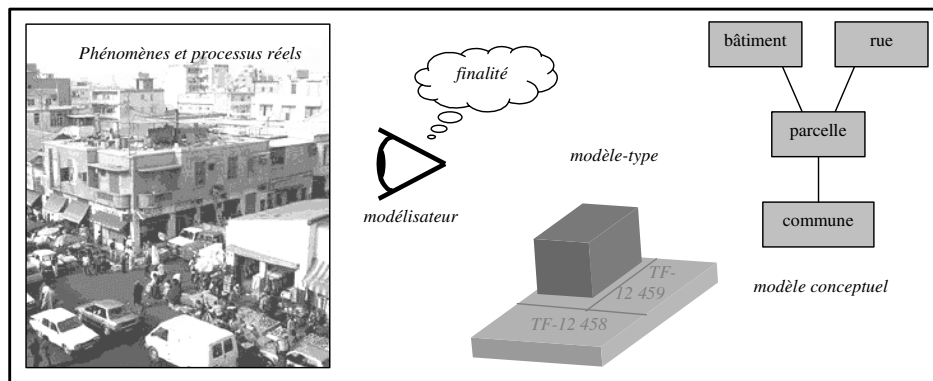 Phénomènes et processus réels
finalité
modélisateur
modèle-type
TF-
12 459
TF-12 458
bâtiment
rue
parcelle
commune
modèle conceptuel